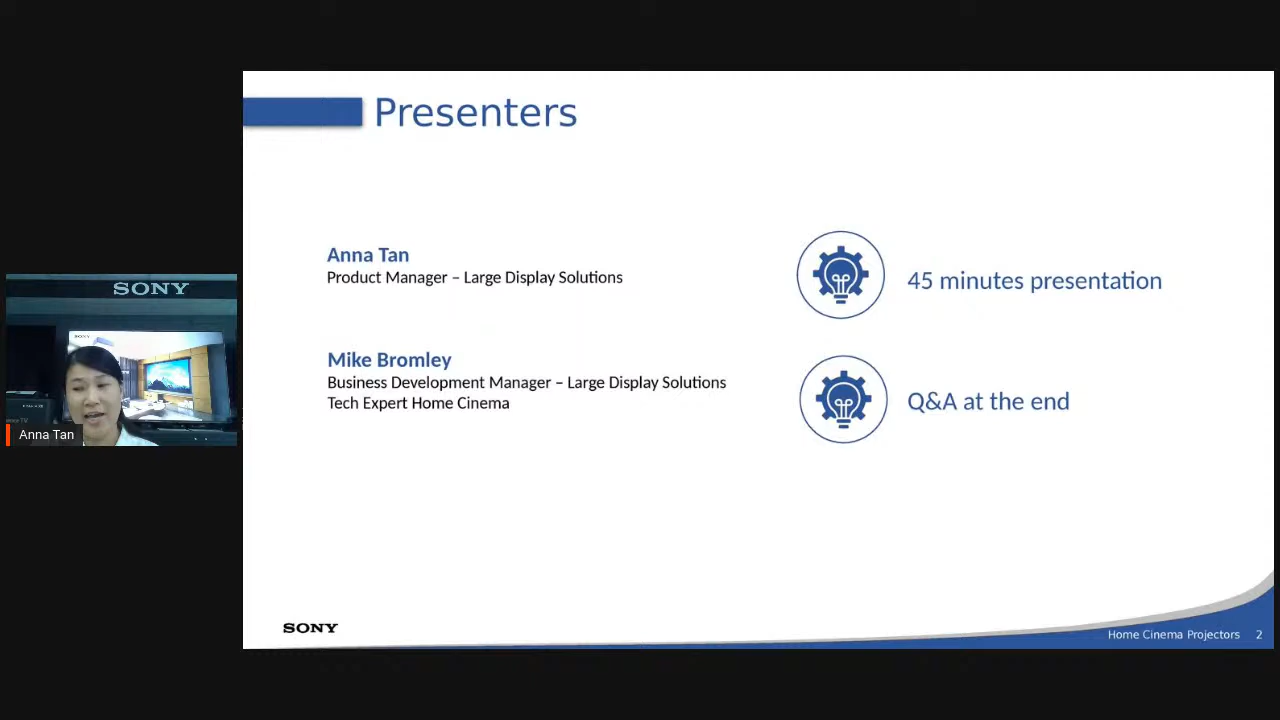 Presenters
Anna Tan
Product Manager – Large Display Solutions
Mike Bromley
Business Development Manager – Large Display Solutions
Tech Expert Home Cinema
45 minutes presentation
Q&A at the end
SONY
Anna Tan
SONY
Home Cinema Projectors 2